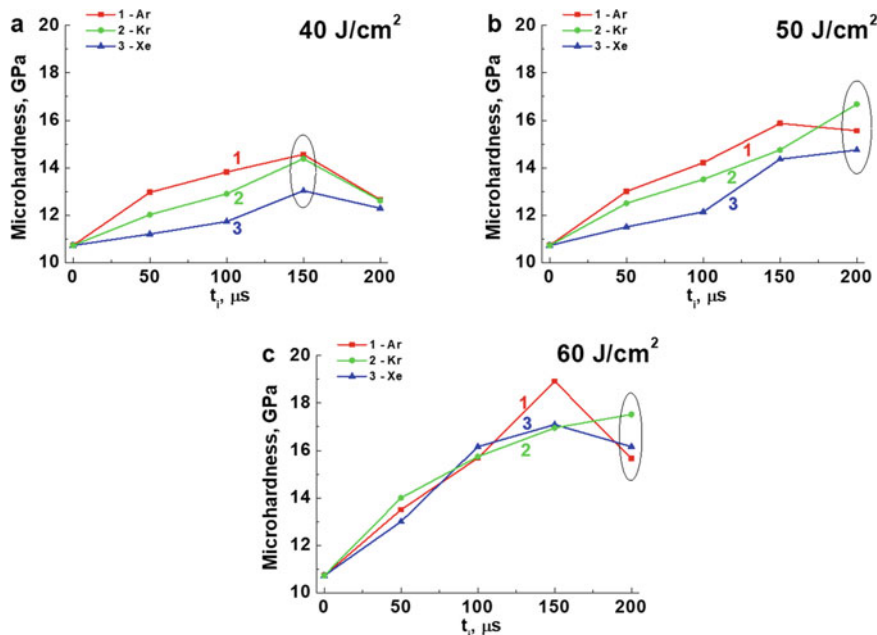 a
1 - Ar
2 - Kr
3 - Xe
40 J/cm²
Microhardness, GPa
20
18
16
14
12
10
1
2
3
0 50 100 150 200
tᵢ, µs
b
1 - Ar
2 - Kr
3 - Xe
50 J/cm²
Microhardness, GPa
20
18
16
14
12
10
1
2
3
0 50 100 150 200
tᵢ, µs
c
1 - Ar
2 - Kr
3 - Xe
60 J/cm²
Microhardness, GPa
20
18
16
14
12
10
1
3
2
0 50 100 150 200
tᵢ, µs